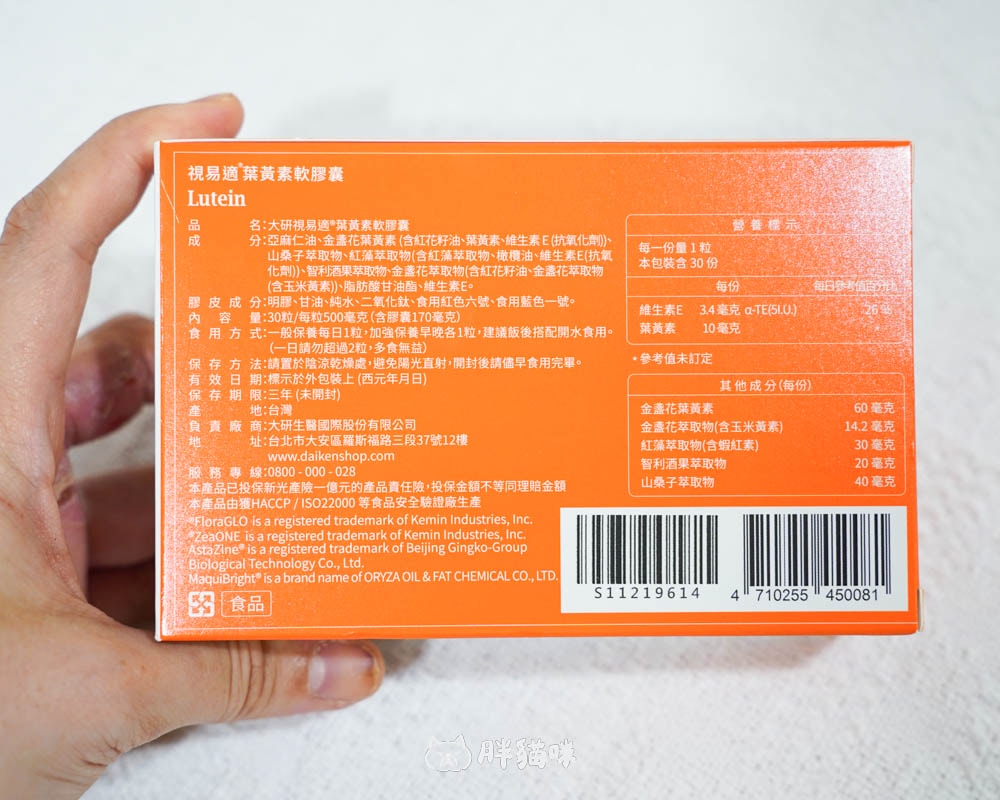 視易適®葉黃素軟膠囊
Lutein
品名:大研視易適®葉黃素軟膠囊
成分:亞麻仁油、金盞花葉黃素 (含紅花籽油、葉黃素、維生素E (抗氧化劑))、
山桑子萃取物、紅藻萃取物 (含紅藻萃取物、橄欖油、維生素E(抗氧
化劑))、智利酒果萃取物、金盞花萃取物(含紅花籽油、金盞花萃取物
(含玉米黃素))、脂肪酸甘油酯、維生素E。
膠皮成分:明膠、甘油、純水、二氧化鈦、食用紅色六號、食用藍色一號。
內容量:30粒/每粒500毫克 (含膠囊170毫克)
食用方式:一般保養每日1粒，加強保養早晚各1粒，建議飯後搭配開水食用。
(一日請勿超過2粒，多食無益)
保存方法:請置於陰涼乾燥處，避免陽光直射，開封後請儘早食用完畢。
有效日期:標示於外包裝上 (西元年月日)
保存期限:三年 (未開封)
產地:台灣
負責廠商:大研生醫國際股份有限公司
地址:台北市大安區羅斯福路三段37號12樓
www.daikenshop.com
服務專線:0800 - 000 - 028
本產品已投保新光產險一億元的產品責任險，投保金額不等同理賠金額
本產品由獲HACCP / ISO22000 等食品安全驗證廠生產
®FloraGLO is a registered trademark of Kemin Industries, Inc.
®ZeaONE is a registered trademark of Kemin Industries, Inc.
AstaZine® is a registered trademark of Beijing Gingko-Group
Biological Technology Co., Ltd.
MaquiBright® is a brand name of ORYZA OIL & FAT CHEMICAL CO., LTD.
食品
營養標示
每一份量 1 粒
本包裝含 30 份
每份 每日參考值百分比
維生素E 3.4 毫克 α-TE(5I.U.) 26 %
葉黃素 10 毫克 *
*參考值未訂定
其他成分(每份)
金盞花葉黃素 60 毫克
金盞花萃取物(含玉米黃素) 14.2 毫克
紅藻萃取物(含蝦紅素) 30 毫克
智利酒果萃取物 20 毫克
山桑子萃取物 40 毫克
S11219614
4 710255 450081
胖貓咪